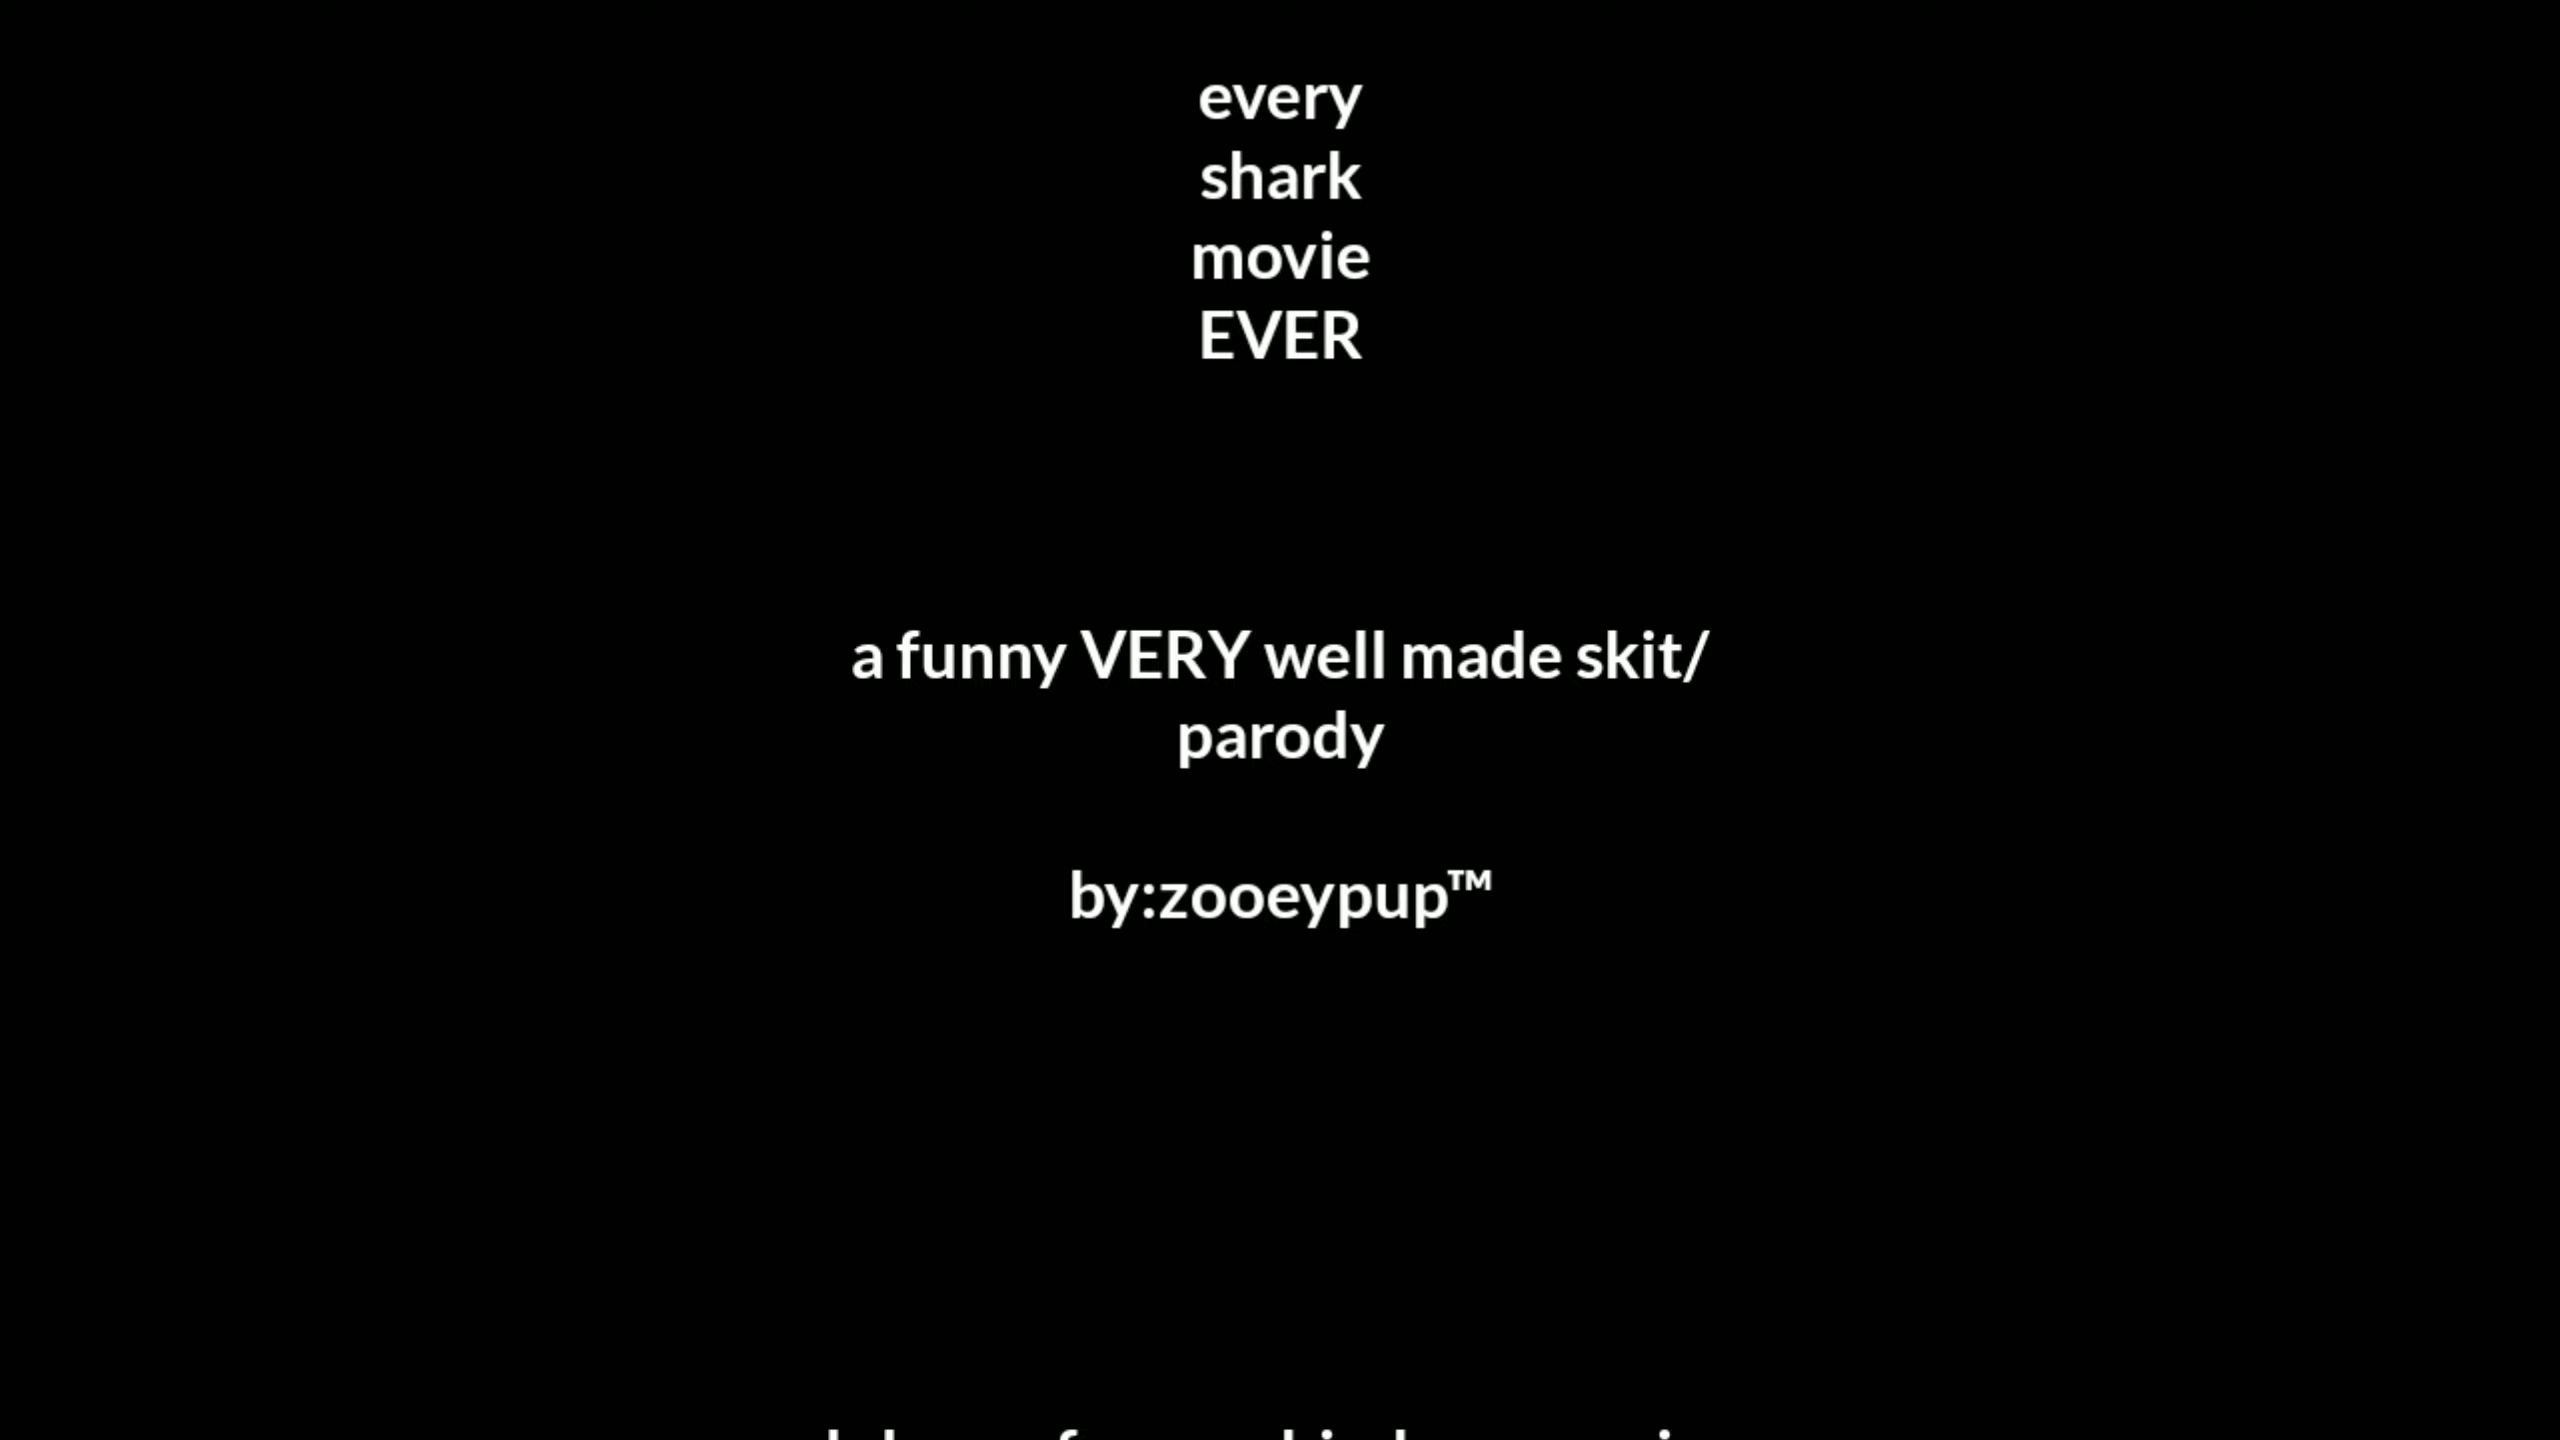 every
shark
movie
EVER
a funny VERY well made skit/
parody
by:zooeypup™